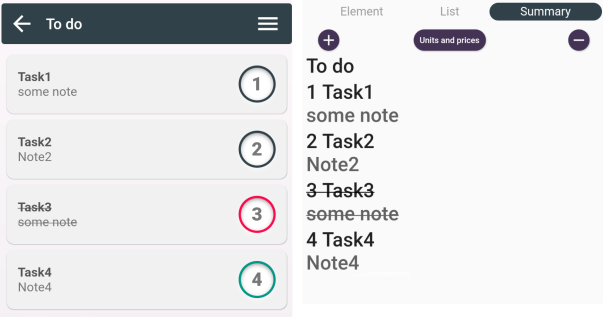 To do
Task1
some note
1
Task2
Note2
2
Task3
some note
3
Task4
Note4
4
Element List Summary
Units and prices
To do
1 Task1
some note
2 Task2
Note2
3 Task3
some note
4 Task4
Note4